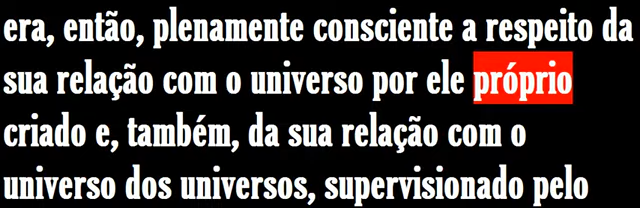 era, então, plenamente consciente a respeito da
sua relação com o universo por ele próprio
criado e, também, da sua relação com o
universo dos universos, supervisionado pelo